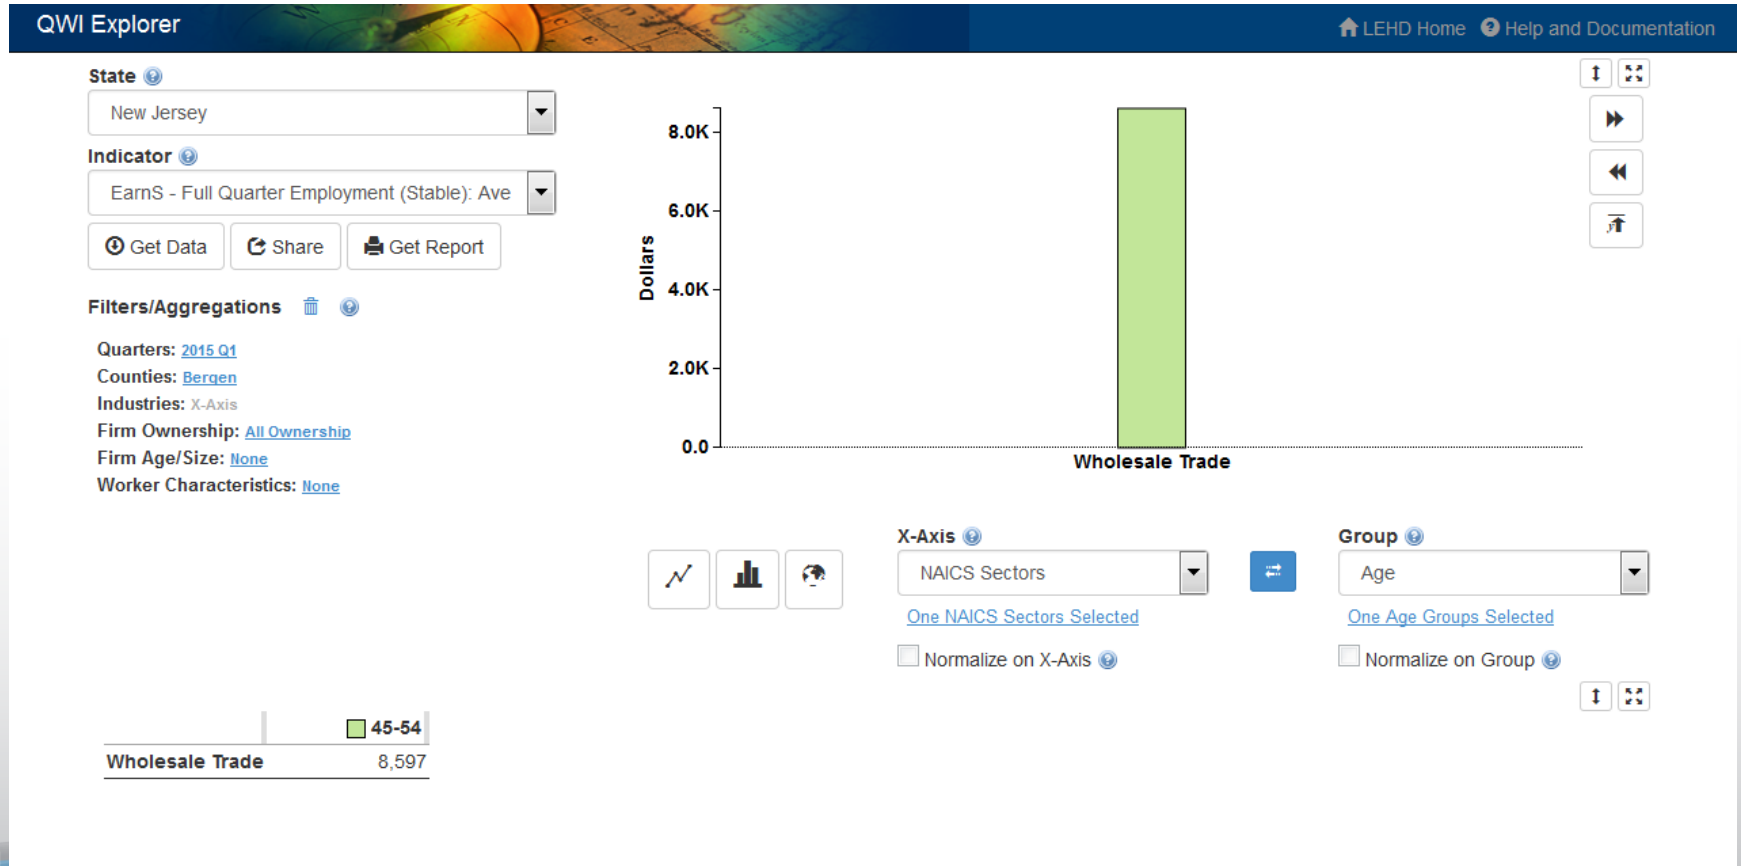 QWI Explorer
LEHD Home Help and Documentation
State
New Jersey
Indicator
EarnS - Full Quarter Employment (Stable): Ave
Get Data Share Get Report
Filters/Aggregations
Quarters: 2015 Q1
Counties: Bergen
Industries: X-Axis
Firm Ownership: All Ownership
Firm Age/Size: None
Worker Characteristics: None
8.0K
6.0K
4.0K
2.0K
0.0
Dollars
Wholesale Trade
X-Axis
NAICS Sectors
One NAICS Sectors Selected
Normalize on X-Axis
Group
Age
One Age Groups Selected
Normalize on Group
45-54
Wholesale Trade 8,597